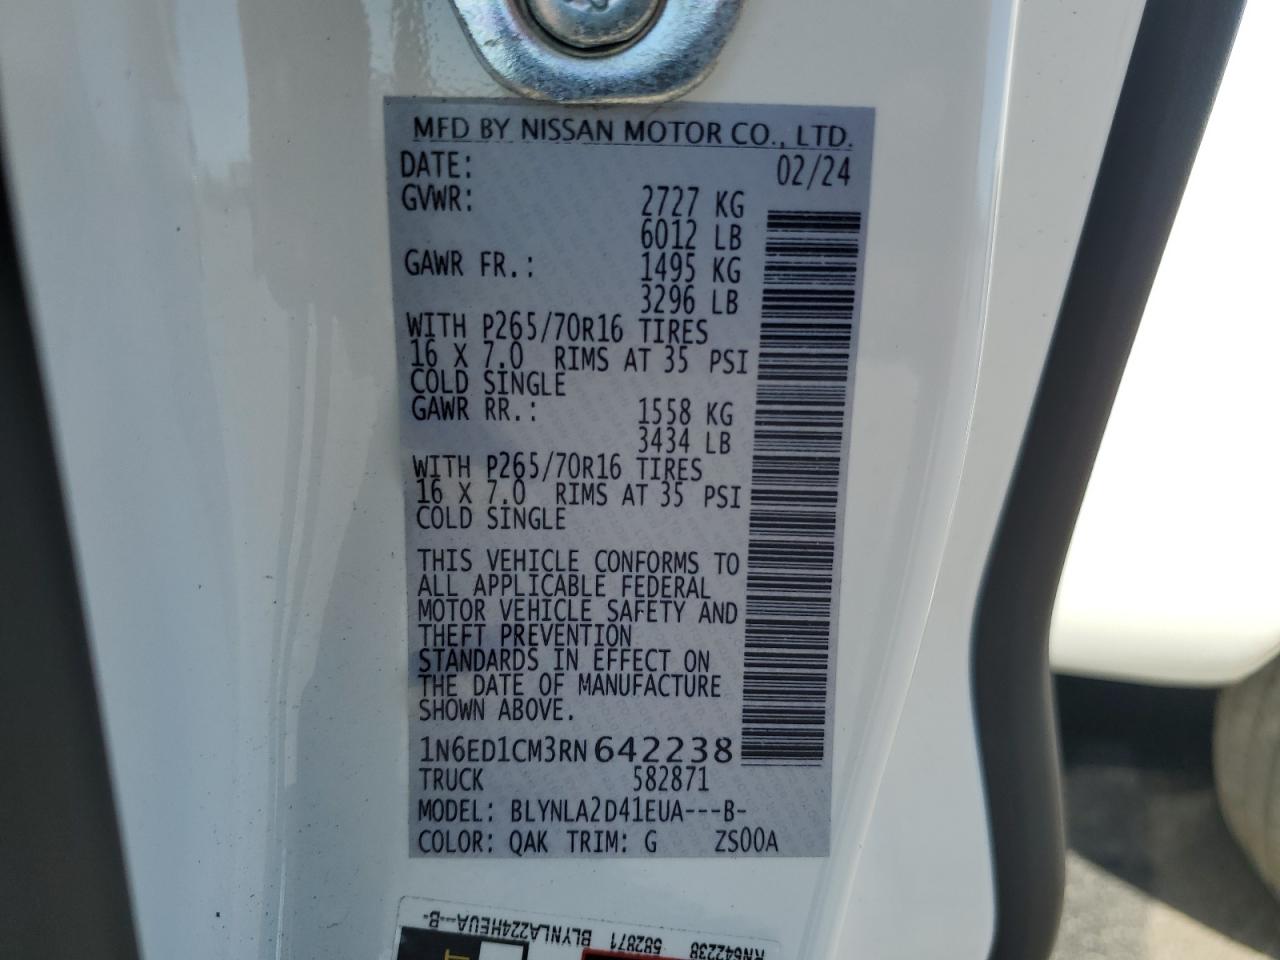 MFD BY NISSAN MOTOR CO., LTD.
DATE: 02/24
GVWR: 2727 KG
6012 LB
GAWR FR.: 1495 KG
3296 LB
WITH P265/70R16 TIRES
16 X 7.0 RIMS AT 35 PSI
COLD SINGLE
GAWR RR.: 1558 KG
3434 LB
WITH P265/70R16 TIRES
16 X 7.0 RIMS AT 35 PSI
COLD SINGLE
THIS VEHICLE CONFORMS TO
ALL APPLICABLE FEDERAL
MOTOR VEHICLE SAFETY AND
THEFT PREVENTION
STANDARDS IN EFFECT ON
THE DATE OF MANUFACTURE
SHOWN ABOVE.
1N6ED1CM3RN642238
TRUCK 582871
MODEL: BLYNLA2D41EUA---B-
COLOR: QAK TRIM: G ZS00A
RN642238 582871 BLYNLA224HEUA---B-